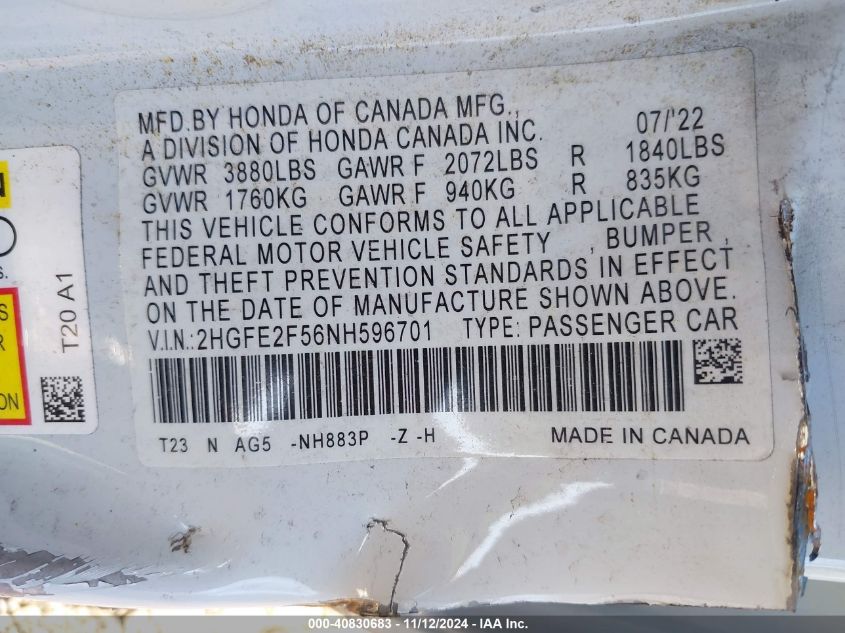 MFD.BY HONDA OF CANADA MFG., 07/'22
A DIVISION OF HONDA CANADA INC.
GVWR 3880LBS GAWR F 2072LBS R 1840LBS
GVWR 1760KG GAWR F 940KG R 835KG
THIS VEHICLE CONFORMS TO ALL APPLICABLE
FEDERAL MOTOR VEHICLE SAFETY , BUMPER ,
AND THEFT PREVENTION STANDARDS IN EFFECT
ON THE DATE OF MANUFACTURE SHOWN ABOVE.
V.I.N.:2HGFE2F56NH596701 TYPE: PASSENGER CAR
T23 N AG5 -NH883P -Z -H MADE IN CANADA
T20 A1
ON
000-40830683 - 11/12/2024 - IAA Inc.